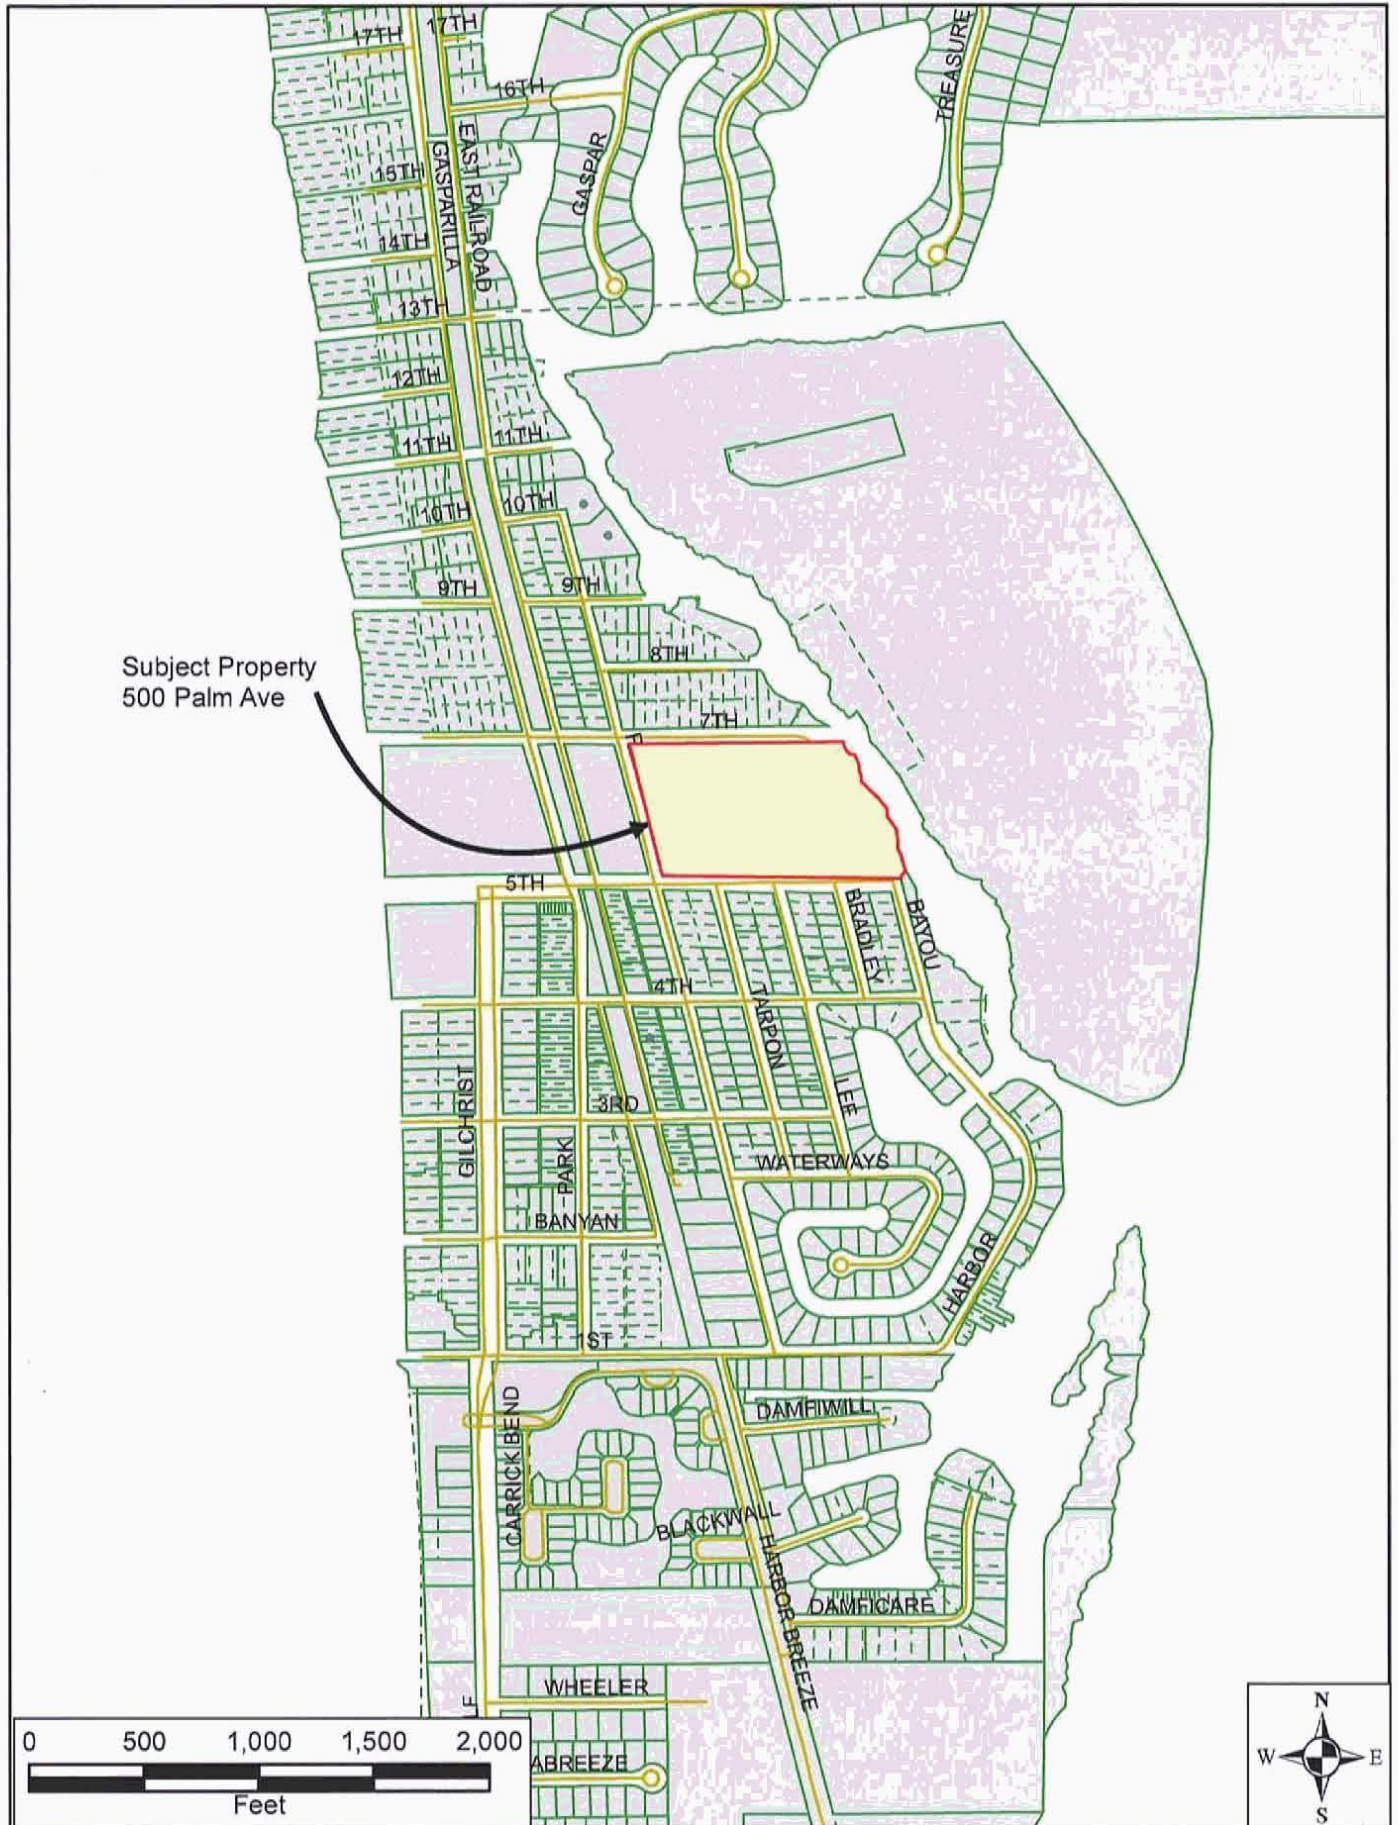 17TH
17TH
TREASURE
16TH
GASPAR
EAST RAILROAD
GASPARILLA
15TH
14TH
13TH
12TH
11TH
11TH
10TH
10TH
9TH
9TH
8TH
Subject Property
500 Palm Ave
7TH
5TH
BRADLEY
BAYOU
4TH
TARPON
LEE
GILCHRIST
3RD
PARK
WATERWAYS
BANYAN
HARBOR
1ST
CARRICK BEND
DAMFIWILL
BLACKWALL
HARBOR BREEZE
DAMFICARE
WHEELER
LF
ABREEZE
0 500 1,000 1,500 2,000
Feet
N
W E
S